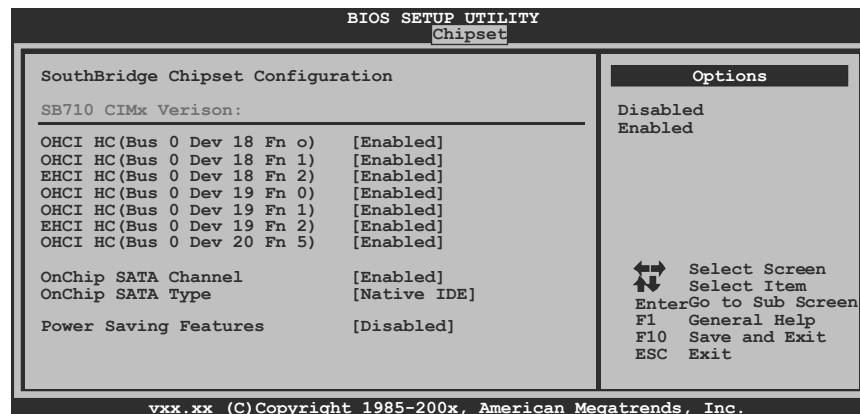 BIOS SETUP UTILITY
Chipset
SouthBridge Chipset Configuration
SB710 CIMx Verison:
OHCI HC(Bus 0 Dev 18 Fn o) [Enabled]
OHCI HC(Bus 0 Dev 18 Fn 1) [Enabled]
EHCI HC(Bus 0 Dev 18 Fn 2) [Enabled]
OHCI HC(Bus 0 Dev 19 Fn 0) [Enabled]
OHCI HC(Bus 0 Dev 19 Fn 1) [Enabled]
EHCI HC(Bus 0 Dev 19 Fn 2) [Enabled]
OHCI HC(Bus 0 Dev 20 Fn 5) [Enabled]
OnChip SATA Channel [Enabled]
OnChip SATA Type [Native IDE]
Power Saving Features [Disabled]
Options
Disabled
Enabled
Select Screen
Select Item
EnterGo to Sub Screen
F1 General Help
F10 Save and Exit
ESC Exit
vxx.xx (C)Copyright 1985-200x, American Megatrends, Inc.